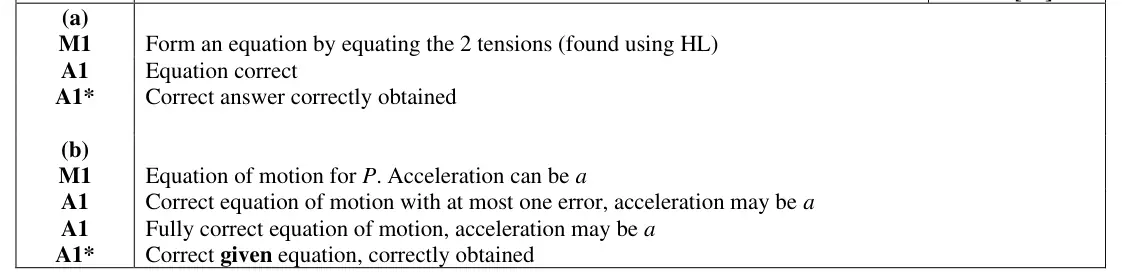 (a)
M1 Form an equation by equating the 2 tensions (found using HL)
A1 Equation correct
A1* Correct answer correctly obtained
(b)
M1 Equation of motion for P. Acceleration can be a
A1 Correct equation of motion with at most one error, acceleration may be a
A1 Fully correct equation of motion, acceleration may be a
A1* Correct given equation, correctly obtained